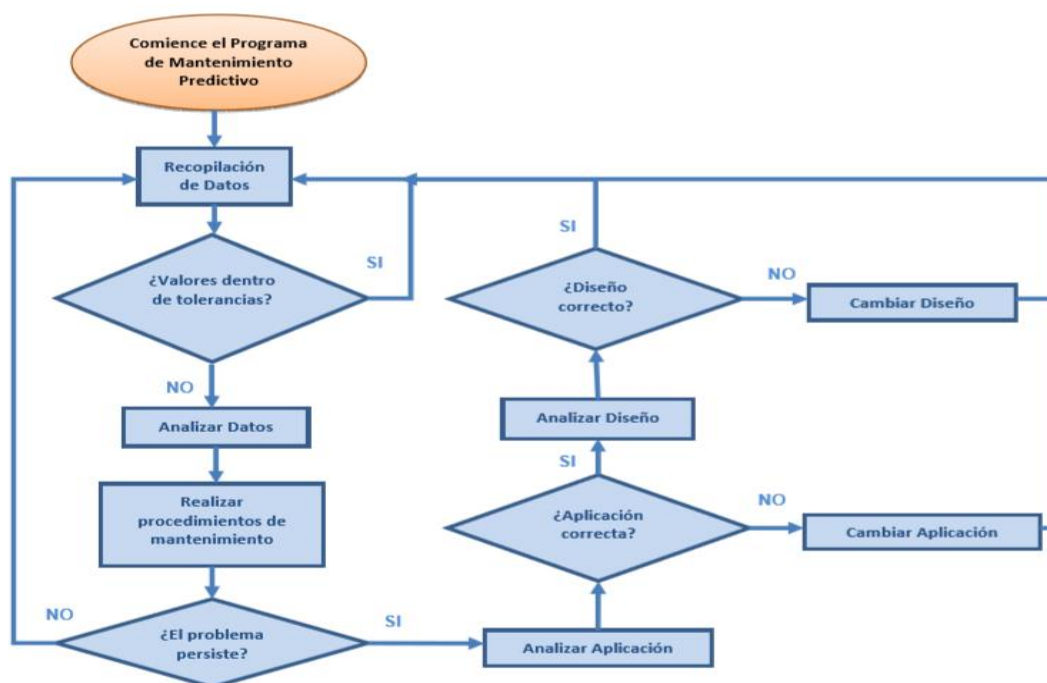 Comience el Programa
de Mantenimiento
Predictivo
Recopilación
de Datos
¿Valores dentro
de tolerancias?
SI
NO
Analizar Datos
Realizar
procedimientos de
mantenimiento
¿El problema
persiste?
NO
SI
Analizar Aplicación
¿Aplicación
correcta?
NO
Cambiar Aplicación
SI
Analizar Diseño
¿Diseño
correcto?
NO
Cambiar Diseño
SI